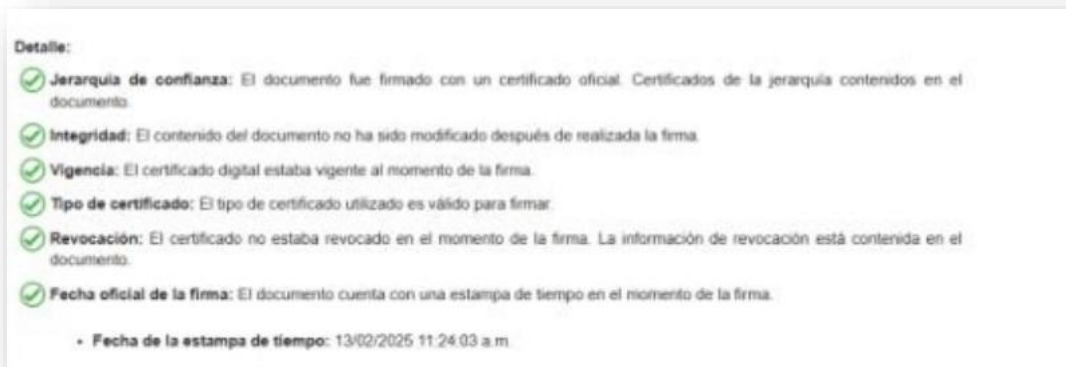 Detalle:
Jerarquía de confianza: El documento fue firmado con un certificado oficial. Certificados de la jerarquía contenidos en el
documento.
Integridad: El contenido del documento no ha sido modificado después de realizada la firma.
Vigencia: El certificado digital estaba vigente al momento de la firma.
Tipo de certificado: El tipo de certificado utilizado es válido para firmar.
Revocación: El certificado no estaba revocado en el momento de la firma. La información de revocación está contenida en el
documento.
Fecha oficial de la firma: El documento cuenta con una estampa de tiempo en el momento de la firma.
• Fecha de la estampa de tiempo: 13/02/2025 11:24:03 a.m.